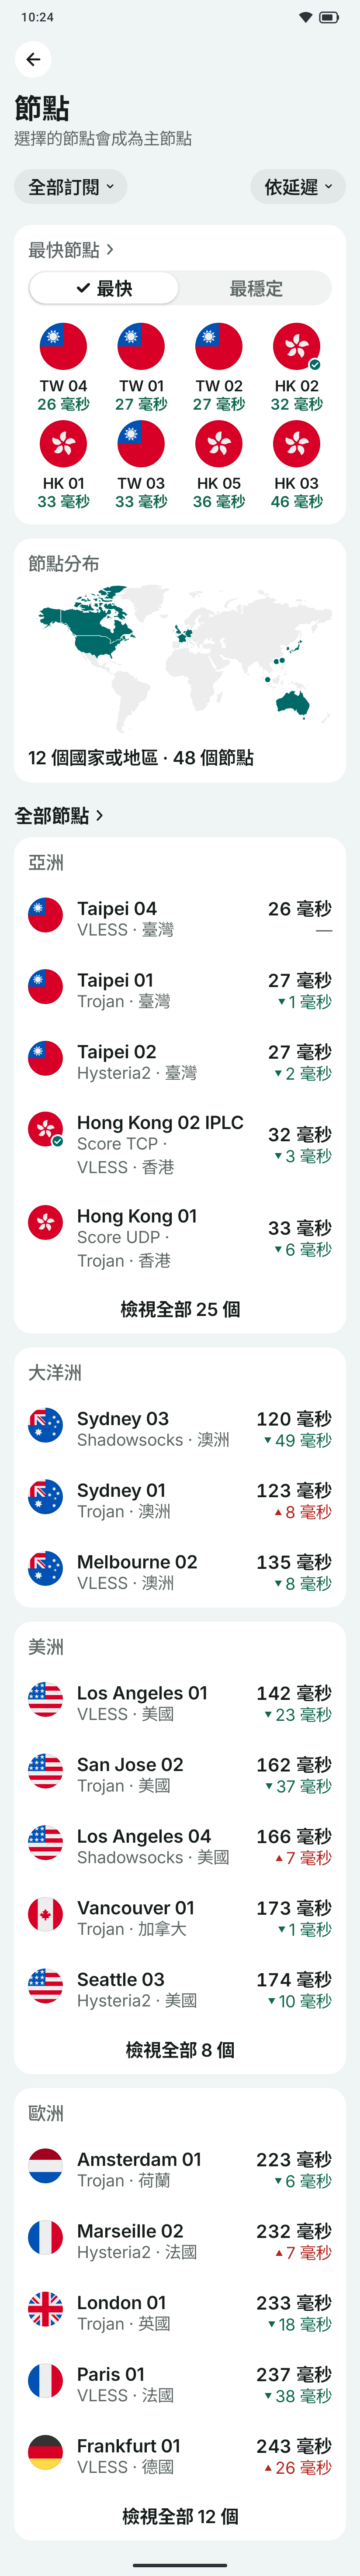 10:24
節點
選擇的節點會成為主節點
全部訂閱
依延遲
最快節點
最快
最穩定
TW 04
TW 01
TW 02
HK 02
26 毫秒
27 毫秒
27 毫秒
32 毫秒
HK 01
TW 03
HK 05
HK 03
33 毫秒
33 毫秒
36 毫秒
46 毫秒
節點分布
12 個國家或地區 · 48 個節點
全部節點
亞洲
Taipei 04
26 毫秒
VLESS · 臺灣
—
Taipei 01
27 毫秒
Trojan · 臺灣
▼1 毫秒
Taipei 02
27 毫秒
Hysteria2 · 臺灣
▼2 毫秒
Hong Kong 02 IPLC
32 毫秒
Score TCP ·
VLESS · 香港
▼3 毫秒
Hong Kong 01
33 毫秒
Score UDP ·
Trojan · 香港
▼6 毫秒
檢視全部 25 個
大洋洲
Sydney 03
120 毫秒
Shadowsocks · 澳洲
▼49 毫秒
Sydney 01
123 毫秒
Trojan · 澳洲
▲8 毫秒
Melbourne 02
135 毫秒
VLESS · 澳洲
▼8 毫秒
美洲
Los Angeles 01
142 毫秒
VLESS · 美國
▼23 毫秒
San Jose 02
162 毫秒
Trojan · 美國
▼37 毫秒
Los Angeles 04
166 毫秒
Shadowsocks · 美國
▲7 毫秒
Vancouver 01
173 毫秒
Trojan · 加拿大
▼1 毫秒
Seattle 03
174 毫秒
Hysteria2 · 美國
▼10 毫秒
檢視全部 8 個
歐洲
Amsterdam 01
223 毫秒
Trojan · 荷蘭
▼6 毫秒
Marseille 02
232 毫秒
Hysteria2 · 法國
▲7 毫秒
London 01
233 毫秒
Trojan · 英國
▼18 毫秒
Paris 01
237 毫秒
VLESS · 法國
▼38 毫秒
Frankfurt 01
243 毫秒
VLESS · 德國
▲26 毫秒
檢視全部 12 個